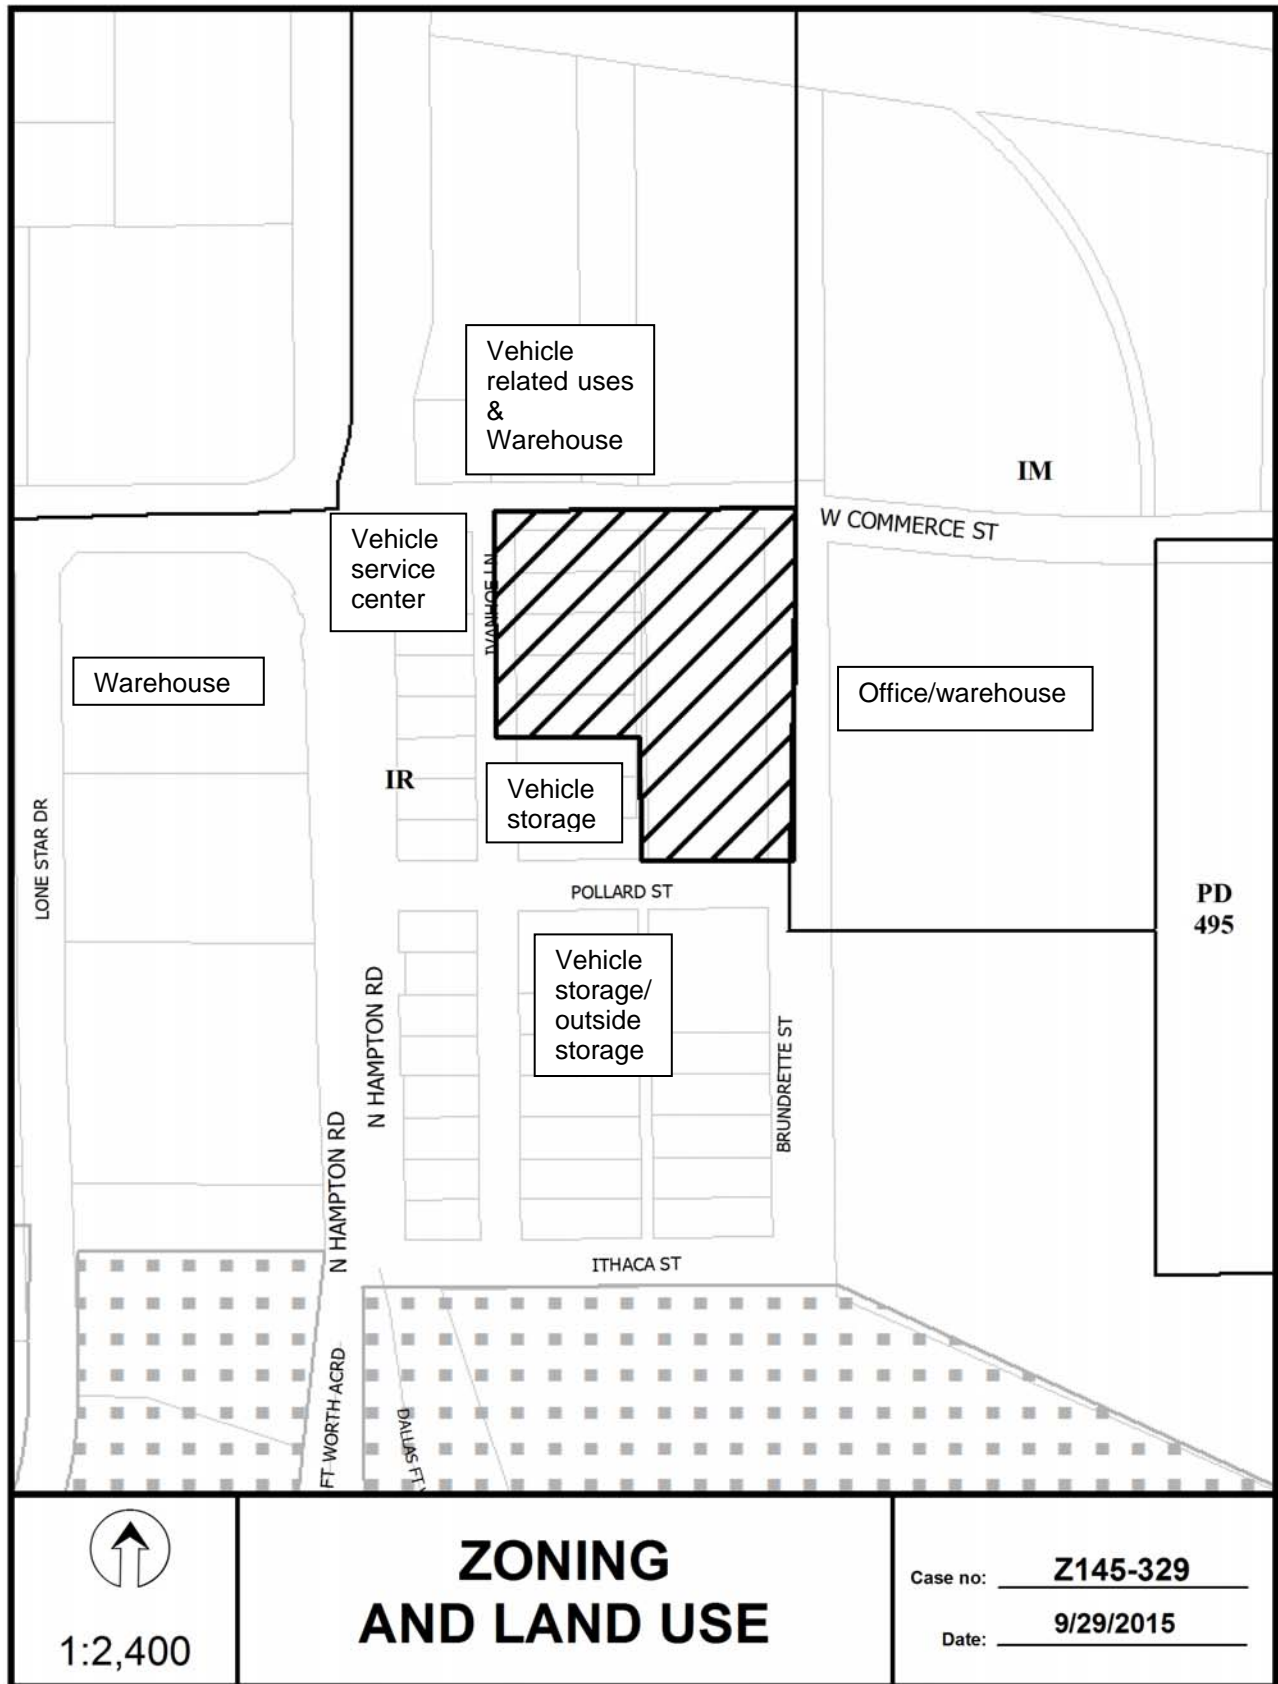 Vehicle
related uses
&
Warehouse
IM
W COMMERCE ST
Vehicle
service
center
IVANHOE LN
Warehouse
Office/warehouse
IR
Vehicle
storage
LONE STAR DR
POLLARD ST
PD
495
Vehicle
storage/
outside
storage
N HAMPTON RD
BRUNDRETTE ST
N HAMPTON RD
ITHACA ST
FT WORTH ACRD
DALLAS FT
1:2,400
ZONING
AND LAND USE
Case no: Z145-329
Date: 9/29/2015